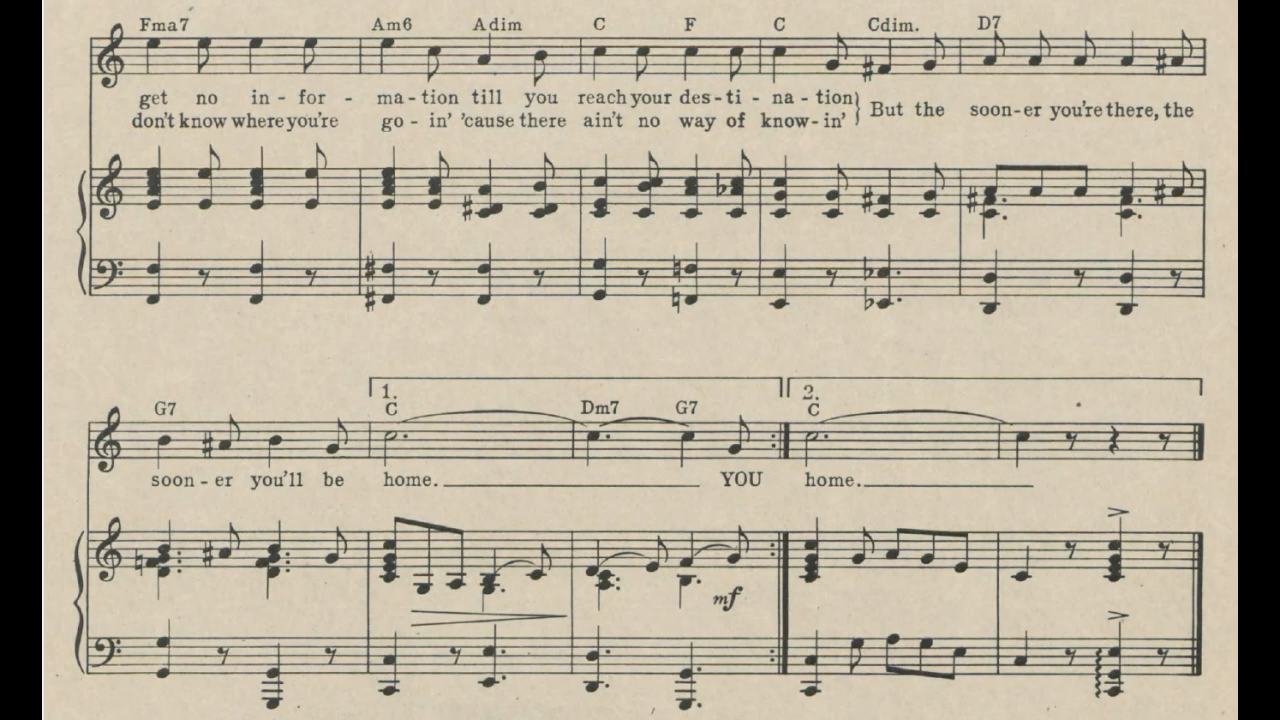 Fma7 Am6 Adim C F C Cdim. D7
get no in - for - ma - tion till you reach your des - ti - na - tion} But the soon - er you're there, the
don't know where you're go - in' 'cause there ain't no way of know - in'
1. 2.
G7 C Dm7 G7 C
soon - er you'll be home. YOU home.
mf